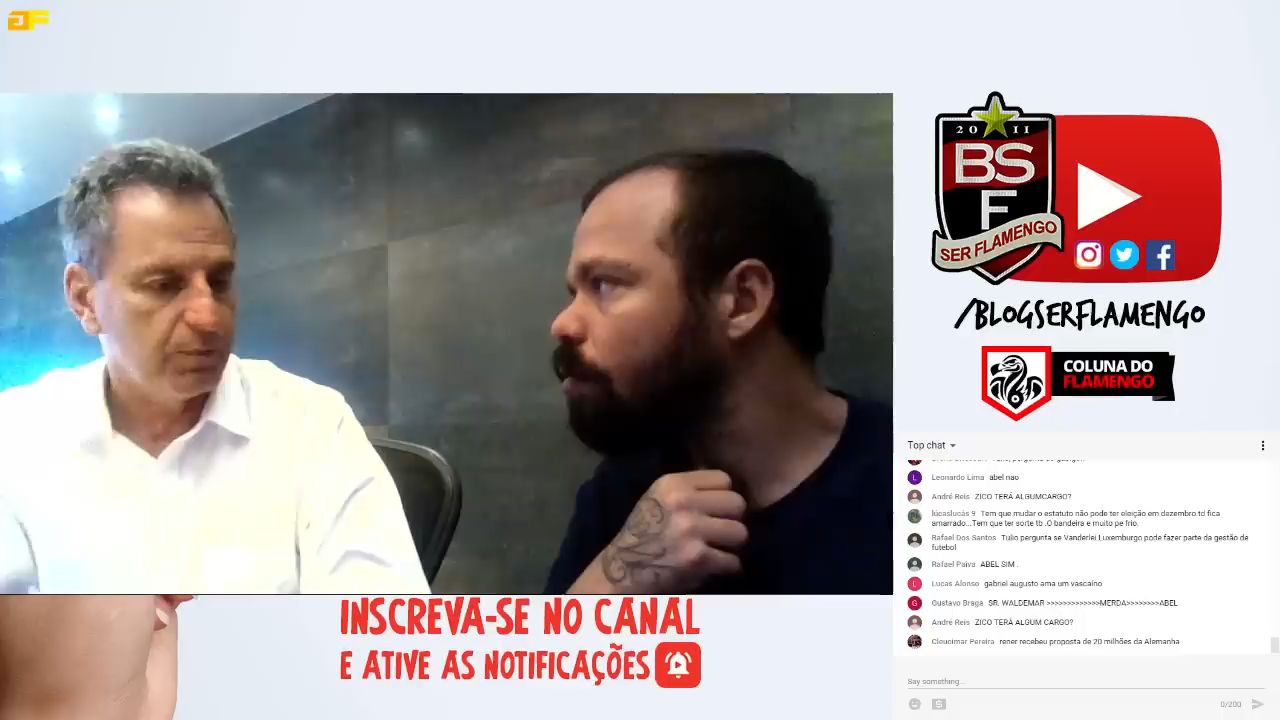 GF
20 11
BS
F
SER FLAMENGO
/BLOGSERFLAMENGO
COLUNA DO
FLAMENGO
Top chat
L Leonardo Lima abel nao
André Reis ZICO TERÁ ALGUMCARGO?
lucaslucas 9 Tem que mudar o estatuto não pode ter eleição em dezembro.td fica
amarrado...Tem que ter sorte tb .O bandeira e muito pe frio.
Rafael Dos Santos Tulio pergunta se Vanderlei Luxemburgo pode fazer parte da gestão de
futebol
Rafael Paiva ABEL SIM .
L Lucas Alonso gabriel augusto ama um vascaíno
G Gustavo Braga SR. WALDEMAR >>>>>>>>>>>>>MERDA>>>>>>>>ABEL
André Reis ZICO TERÁ ALGUM CARGO?
Cleucimar Pereira rener recebeu proposta de 20 milhões da Alemanha
Say something...
0/200
INSCREVA-SE NO CANAL
E ATIVE AS NOTIFICAÇÕES